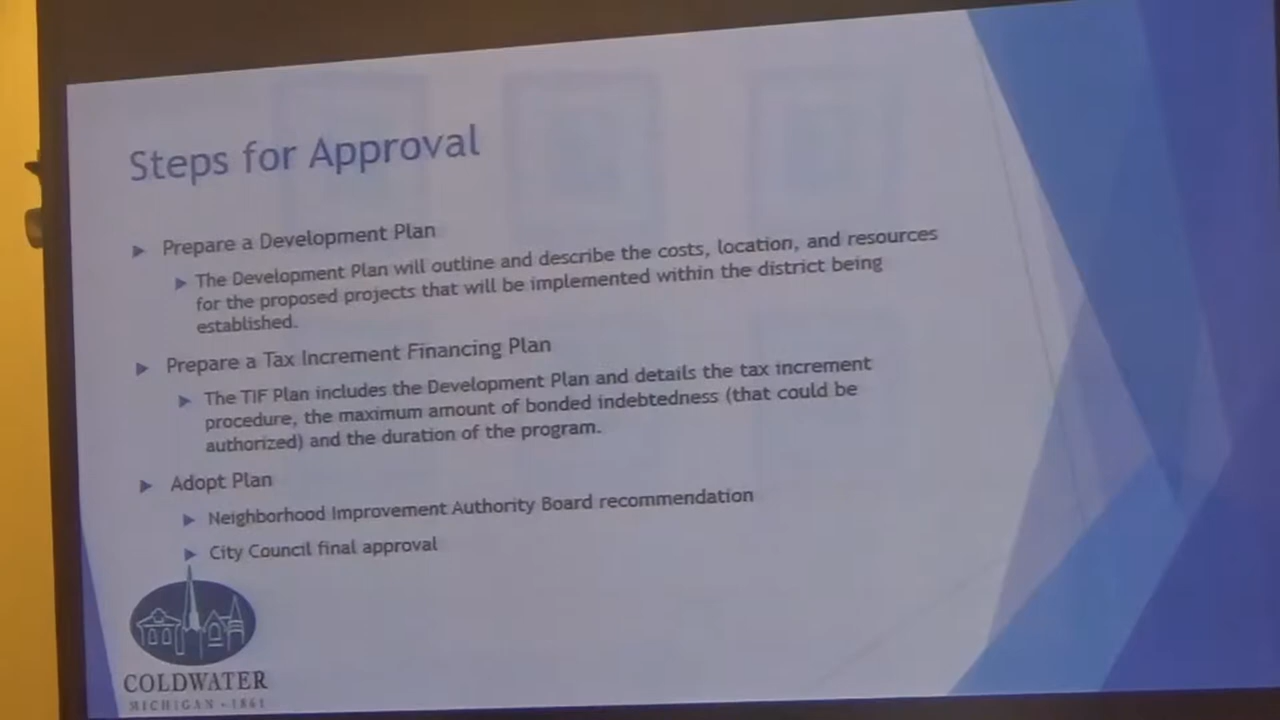 Steps for Approval
Prepare a Development Plan
The Development Plan will outline and describe the costs, location, and resources
for the proposed projects that will be implemented within the district being
established.
Prepare a Tax Increment Financing Plan
The TIF Plan includes the Development Plan and details the tax increment
procedure, the maximum amount of bonded indebtedness (that could be
authorized) and the duration of the program.
Adopt Plan
Neighborhood Improvement Authority Board recommendation
City Council final approval
COLDWATER
MICHIGAN - 1861